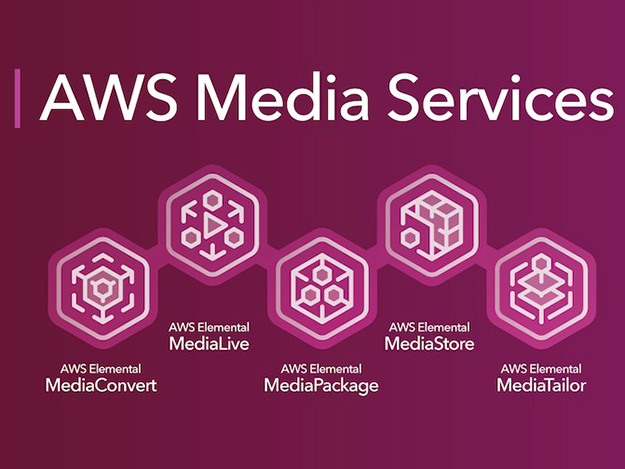 AWS Media Services
AWS Elemental
MediaLive
AWS Elemental
MediaStore
AWS Elemental
MediaConvert
AWS Elemental
MediaPackage
AWS Elemental
MediaTailor